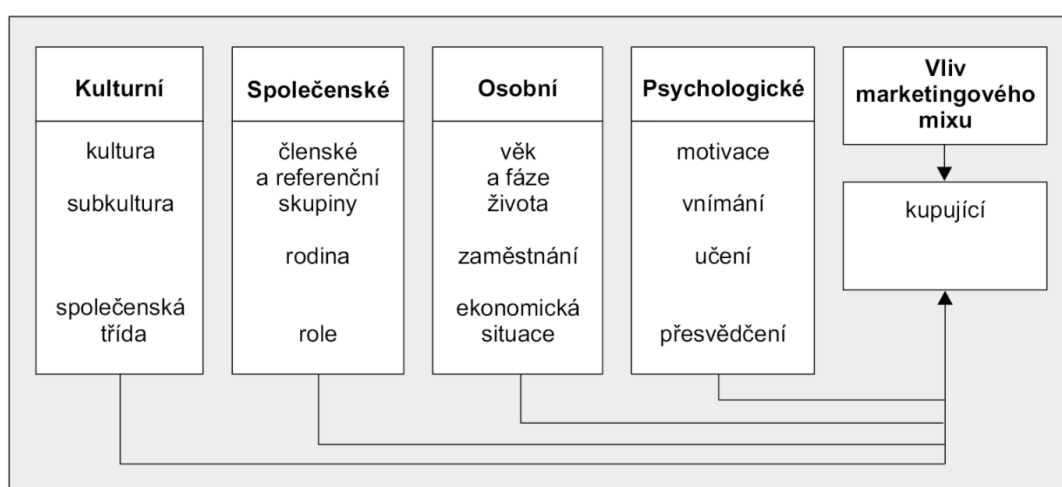 Kulturní
kultura
subkultura
společenská
třída
Společenské
členské
a referenční
skupiny
rodina
role
Osobní
věk
a fáze
života
zaměstnání
ekonomická
situace
Psychologické
motivace
vnímání
učení
přesvědčení
Vliv
marketingového
mixu
kupující